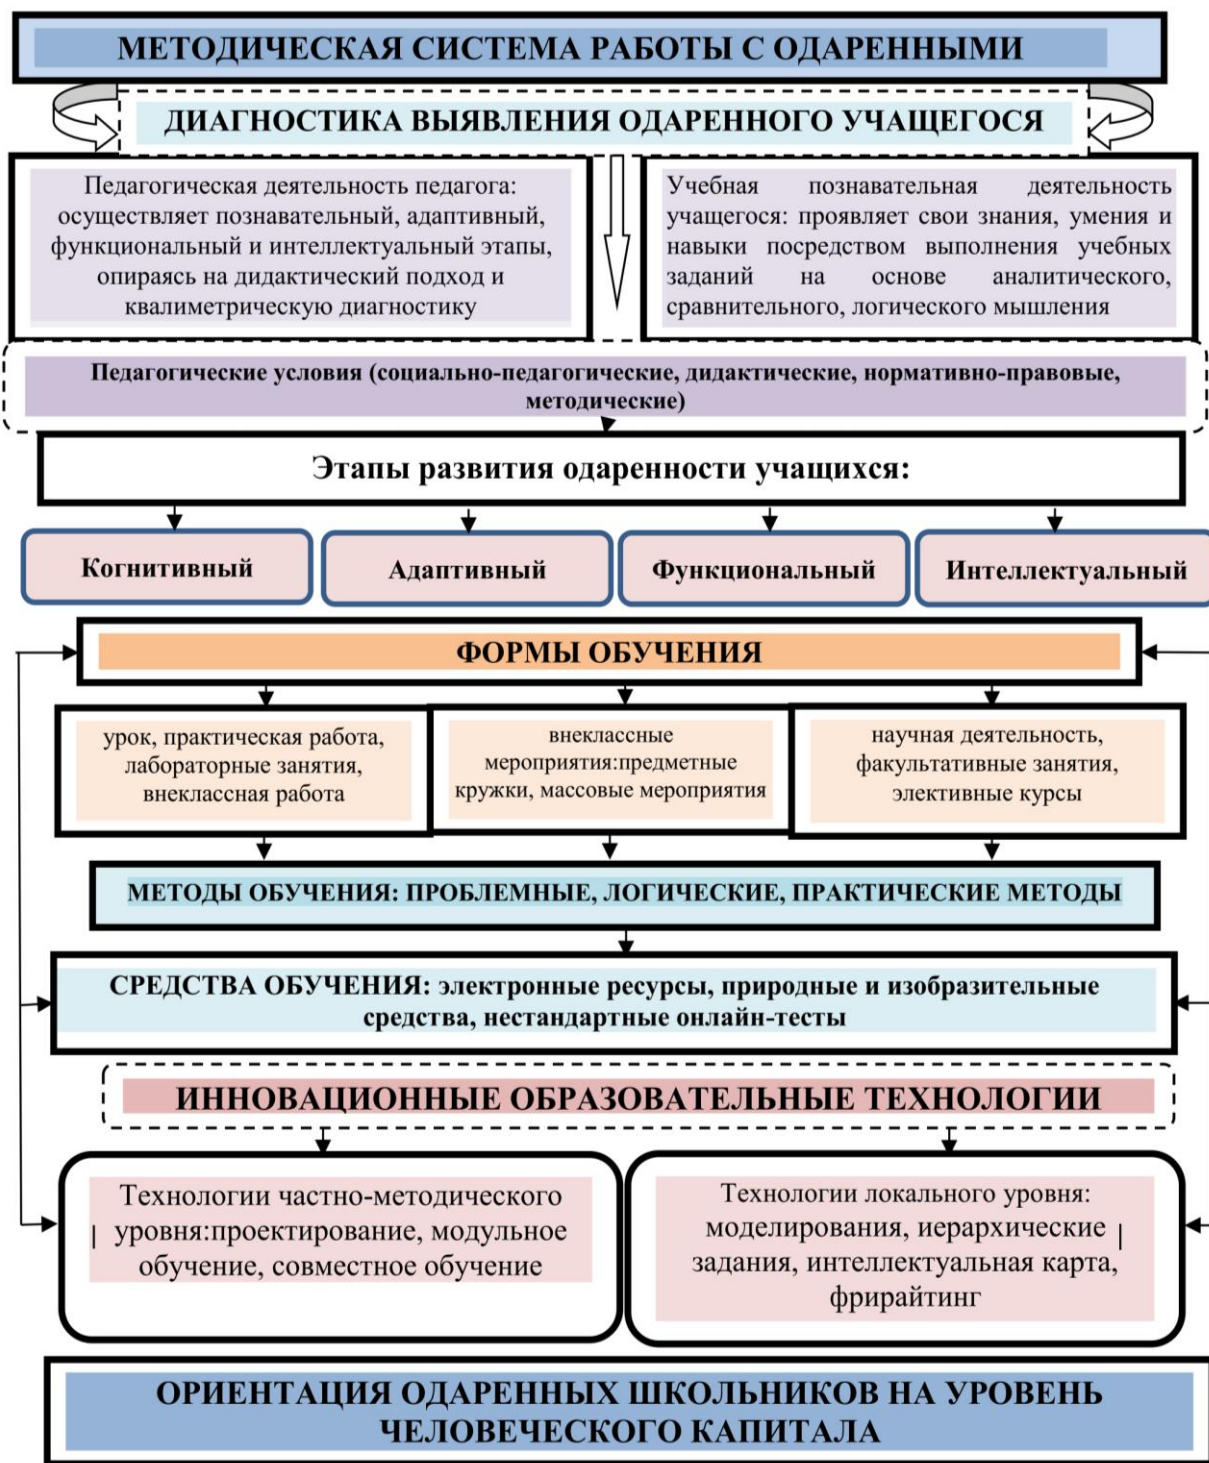 МЕТОДИЧЕСКАЯ СИСТЕМА РАБОТЫ С ОДАРЕННЫМИ
ДИАГНОСТИКА ВЫЯВЛЕНИЯ ОДАРЕННОГО УЧАЩЕГОСЯ
Педагогическая деятельность педагога:
осуществляет познавательный, адаптивный,
функциональный и интеллектуальный этапы,
опираясь на дидактический подход и
квалиметрическую диагностику
Учебная познавательная деятельность
учащегося: проявляет свои знания, умения и
навыки посредством выполнения учебных
заданий на основе аналитического,
сравнительного, логического мышления
Педагогические условия (социально-педагогические, дидактические, нормативно-правовые,
методические)
Этапы развития одаренности учащихся:
Когнитивный
Адаптивный
Функциональный
Интеллектуальный
ФОРМЫ ОБУЧЕНИЯ
урок, практическая работа,
лабораторные занятия,
внеклассная работа
внеклассные
мероприятия:предметные
кружки, массовые мероприятия
научная деятельность,
факультативные занятия,
элективные курсы
МЕТОДЫ ОБУЧЕНИЯ: ПРОБЛЕМНЫЕ, ЛОГИЧЕСКИЕ, ПРАКТИЧЕСКИЕ МЕТОДЫ
СРЕДСТВА ОБУЧЕНИЯ: электронные ресурсы, природные и изобразительные
средства, нестандартные онлайн-тесты
ИННОВАЦИОННЫЕ ОБРАЗОВАТЕЛЬНЫЕ ТЕХНОЛОГИИ
Технологии частно-методического
уровня:проектирование, модульное
обучение, совместное обучение
Технологии локального уровня:
моделирования, иерархические
задания, интеллектуальная карта,
фрирайтинг
ОРИЕНТАЦИЯ ОДАРЕННЫХ ШКОЛЬНИКОВ НА УРОВЕНЬ
ЧЕЛОВЕЧЕСКОГО КАПИТАЛА